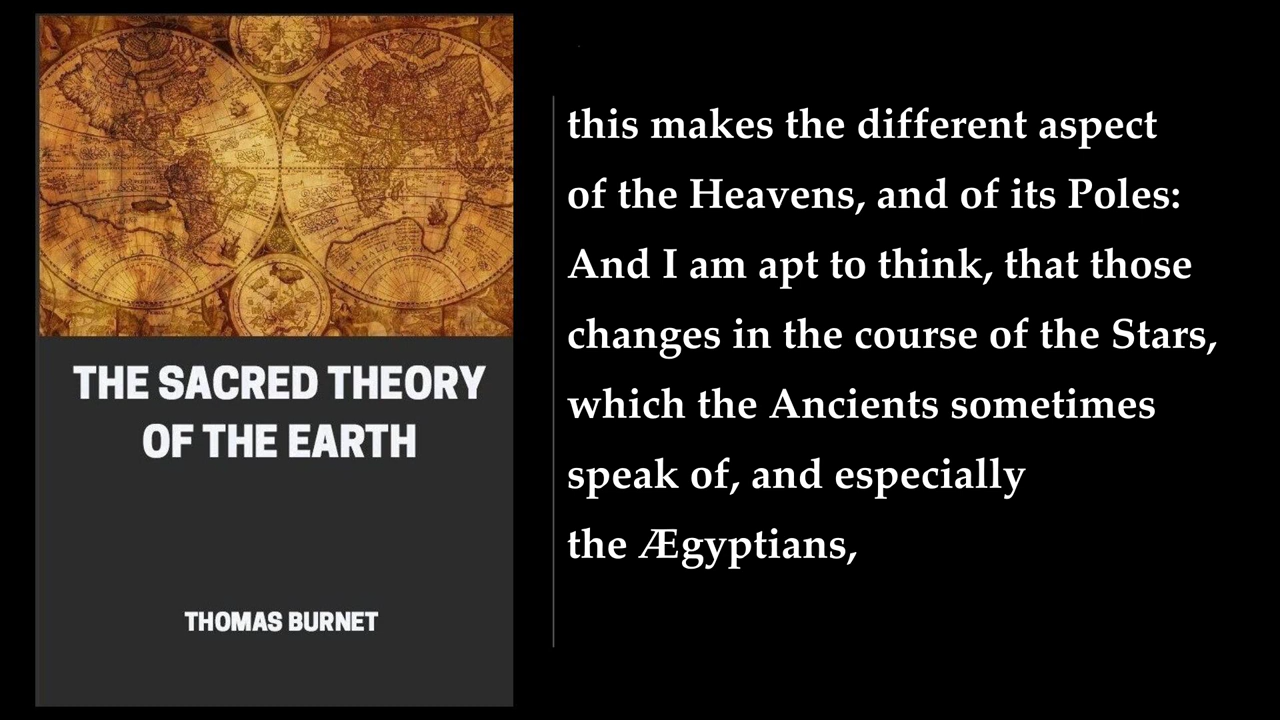 THE SACRED THEORY
OF THE EARTH
THOMAS BURNET
this makes the different aspect
of the Heavens, and of its Poles:
And I am apt to think, that those
changes in the course of the Stars,
which the Ancients sometimes
speak of, and especially
the Ægyptians,